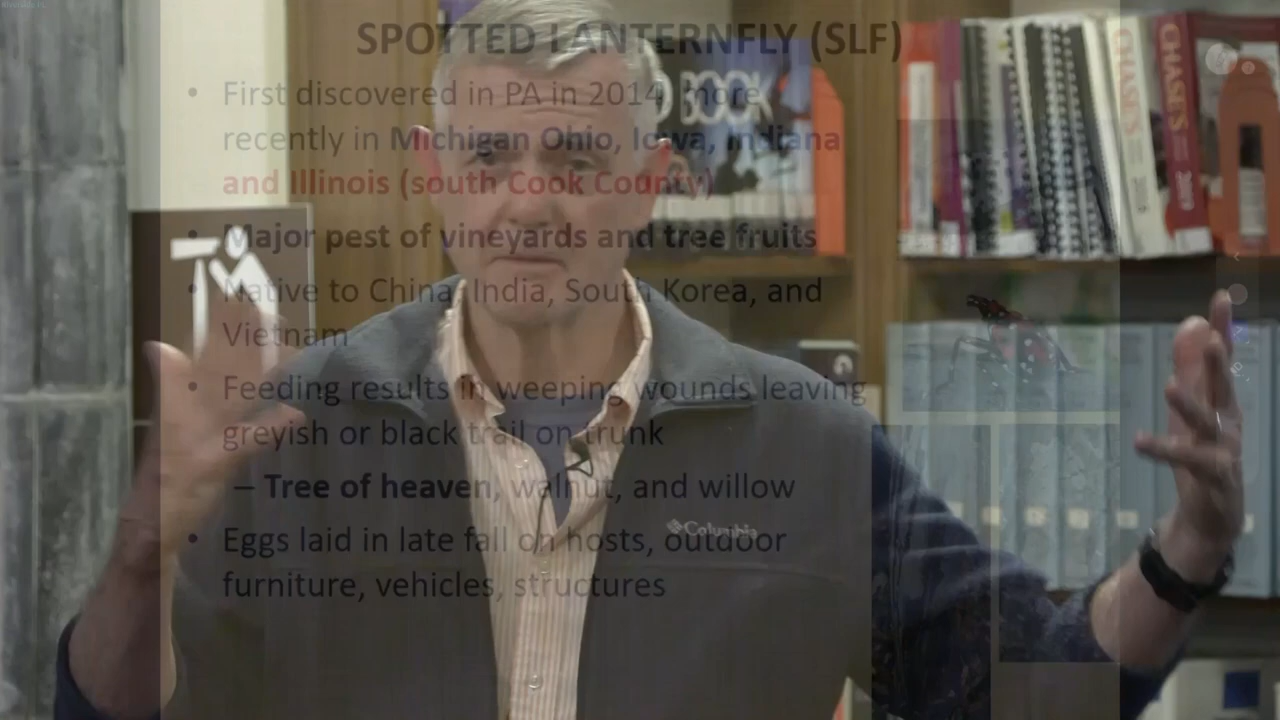 SPOTTED LANTERNFLY (SLF)
• First discovered in PA in 2014, more
recently in Michigan Ohio, Iowa, Indiana
and Illinois (south Cook County)
• Major pest of vineyards and tree fruits
• Native to China, India, South Korea, and
Vietnam
• Feeding results in weeping wounds leaving
greyish or black trail on trunk
– Tree of heaven, walnut, and willow
• Eggs laid in late fall on hosts, outdoor
furniture, vehicles, structures
BOOK
CHASE'S
CHASE'S
Columbia